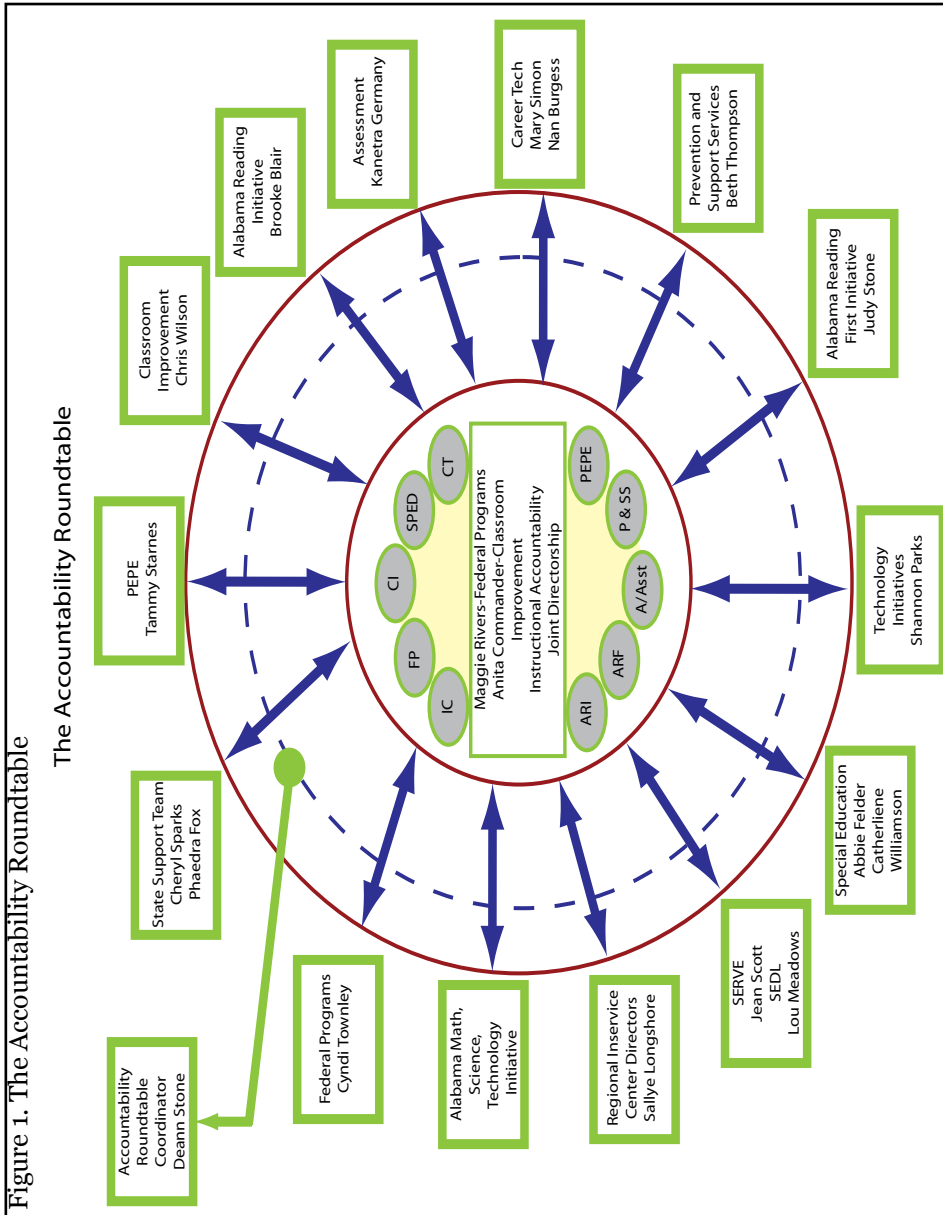 Figure 1. The Accountability Roundtable
The Accountability Roundtable
Accountability
Roundtable
Coordinator
Deann Stone
State Support Team
Cheryl Sparks
Phaedra Fox
PEPE
Tammy Starnes
Classroom
Improvement
Chris Wilson
Alabama Reading
Initiative
Brooke Blair
Assessment
Kanetra Germany
Career Tech
Mary Simon
Nan Burgess
Prevention and
Support Services
Beth Thompson
Alabama Reading
First Initiative
Judy Stone
Technology
Initiatives
Shannon Parks
Special Education
Abbie Felder
Catherliene
Williamson
SERVE
Jean Scott
SEDL
Lou Meadows
Regional Inservice
Center Directors
Sallye Longshore
Alabama Math,
Science,
Technology
Initiative
Federal Programs
Cyndi Townley
IC
FP
CI
SPED
CT
Maggie Rivers-Federal Programs
Anita Commander-Classroom
Improvement
Instructional Accountability
Joint Directorship
ARI
ARF
A/Asst
P & SS
PEPE